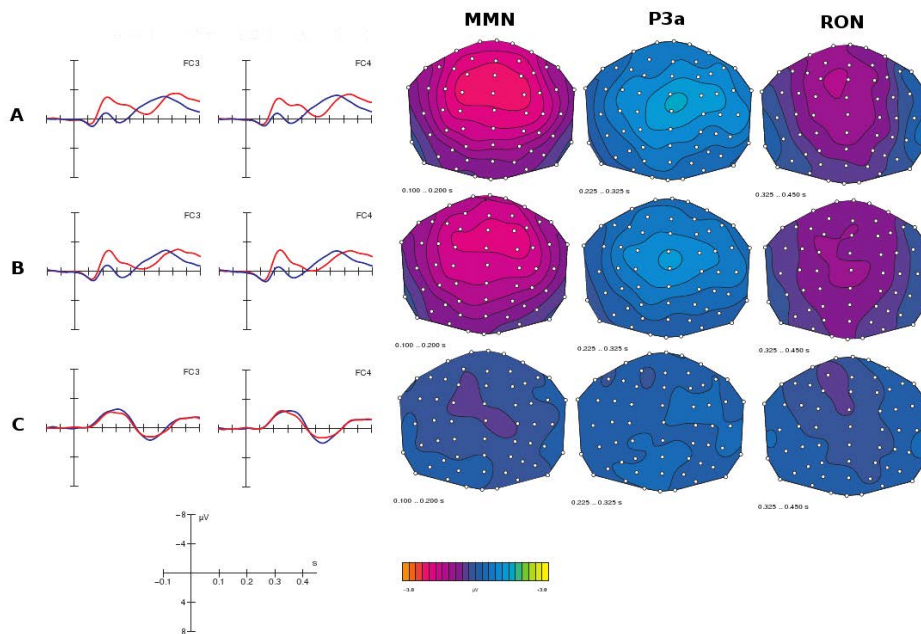 MMN P3a RON
A FC3 FC4
0.100 .. 0.200 s 0.225 .. 0.325 s 0.325 .. 0.450 s
B FC3 FC4
0.100 .. 0.200 s 0.225 .. 0.325 s 0.325 .. 0.450 s
C FC3 FC4
0.100 .. 0.200 s 0.225 .. 0.325 s 0.325 .. 0.450 s
−8 µV
−4
s
−0.1 0.1 0.2 0.3 0.4
4
8
µV